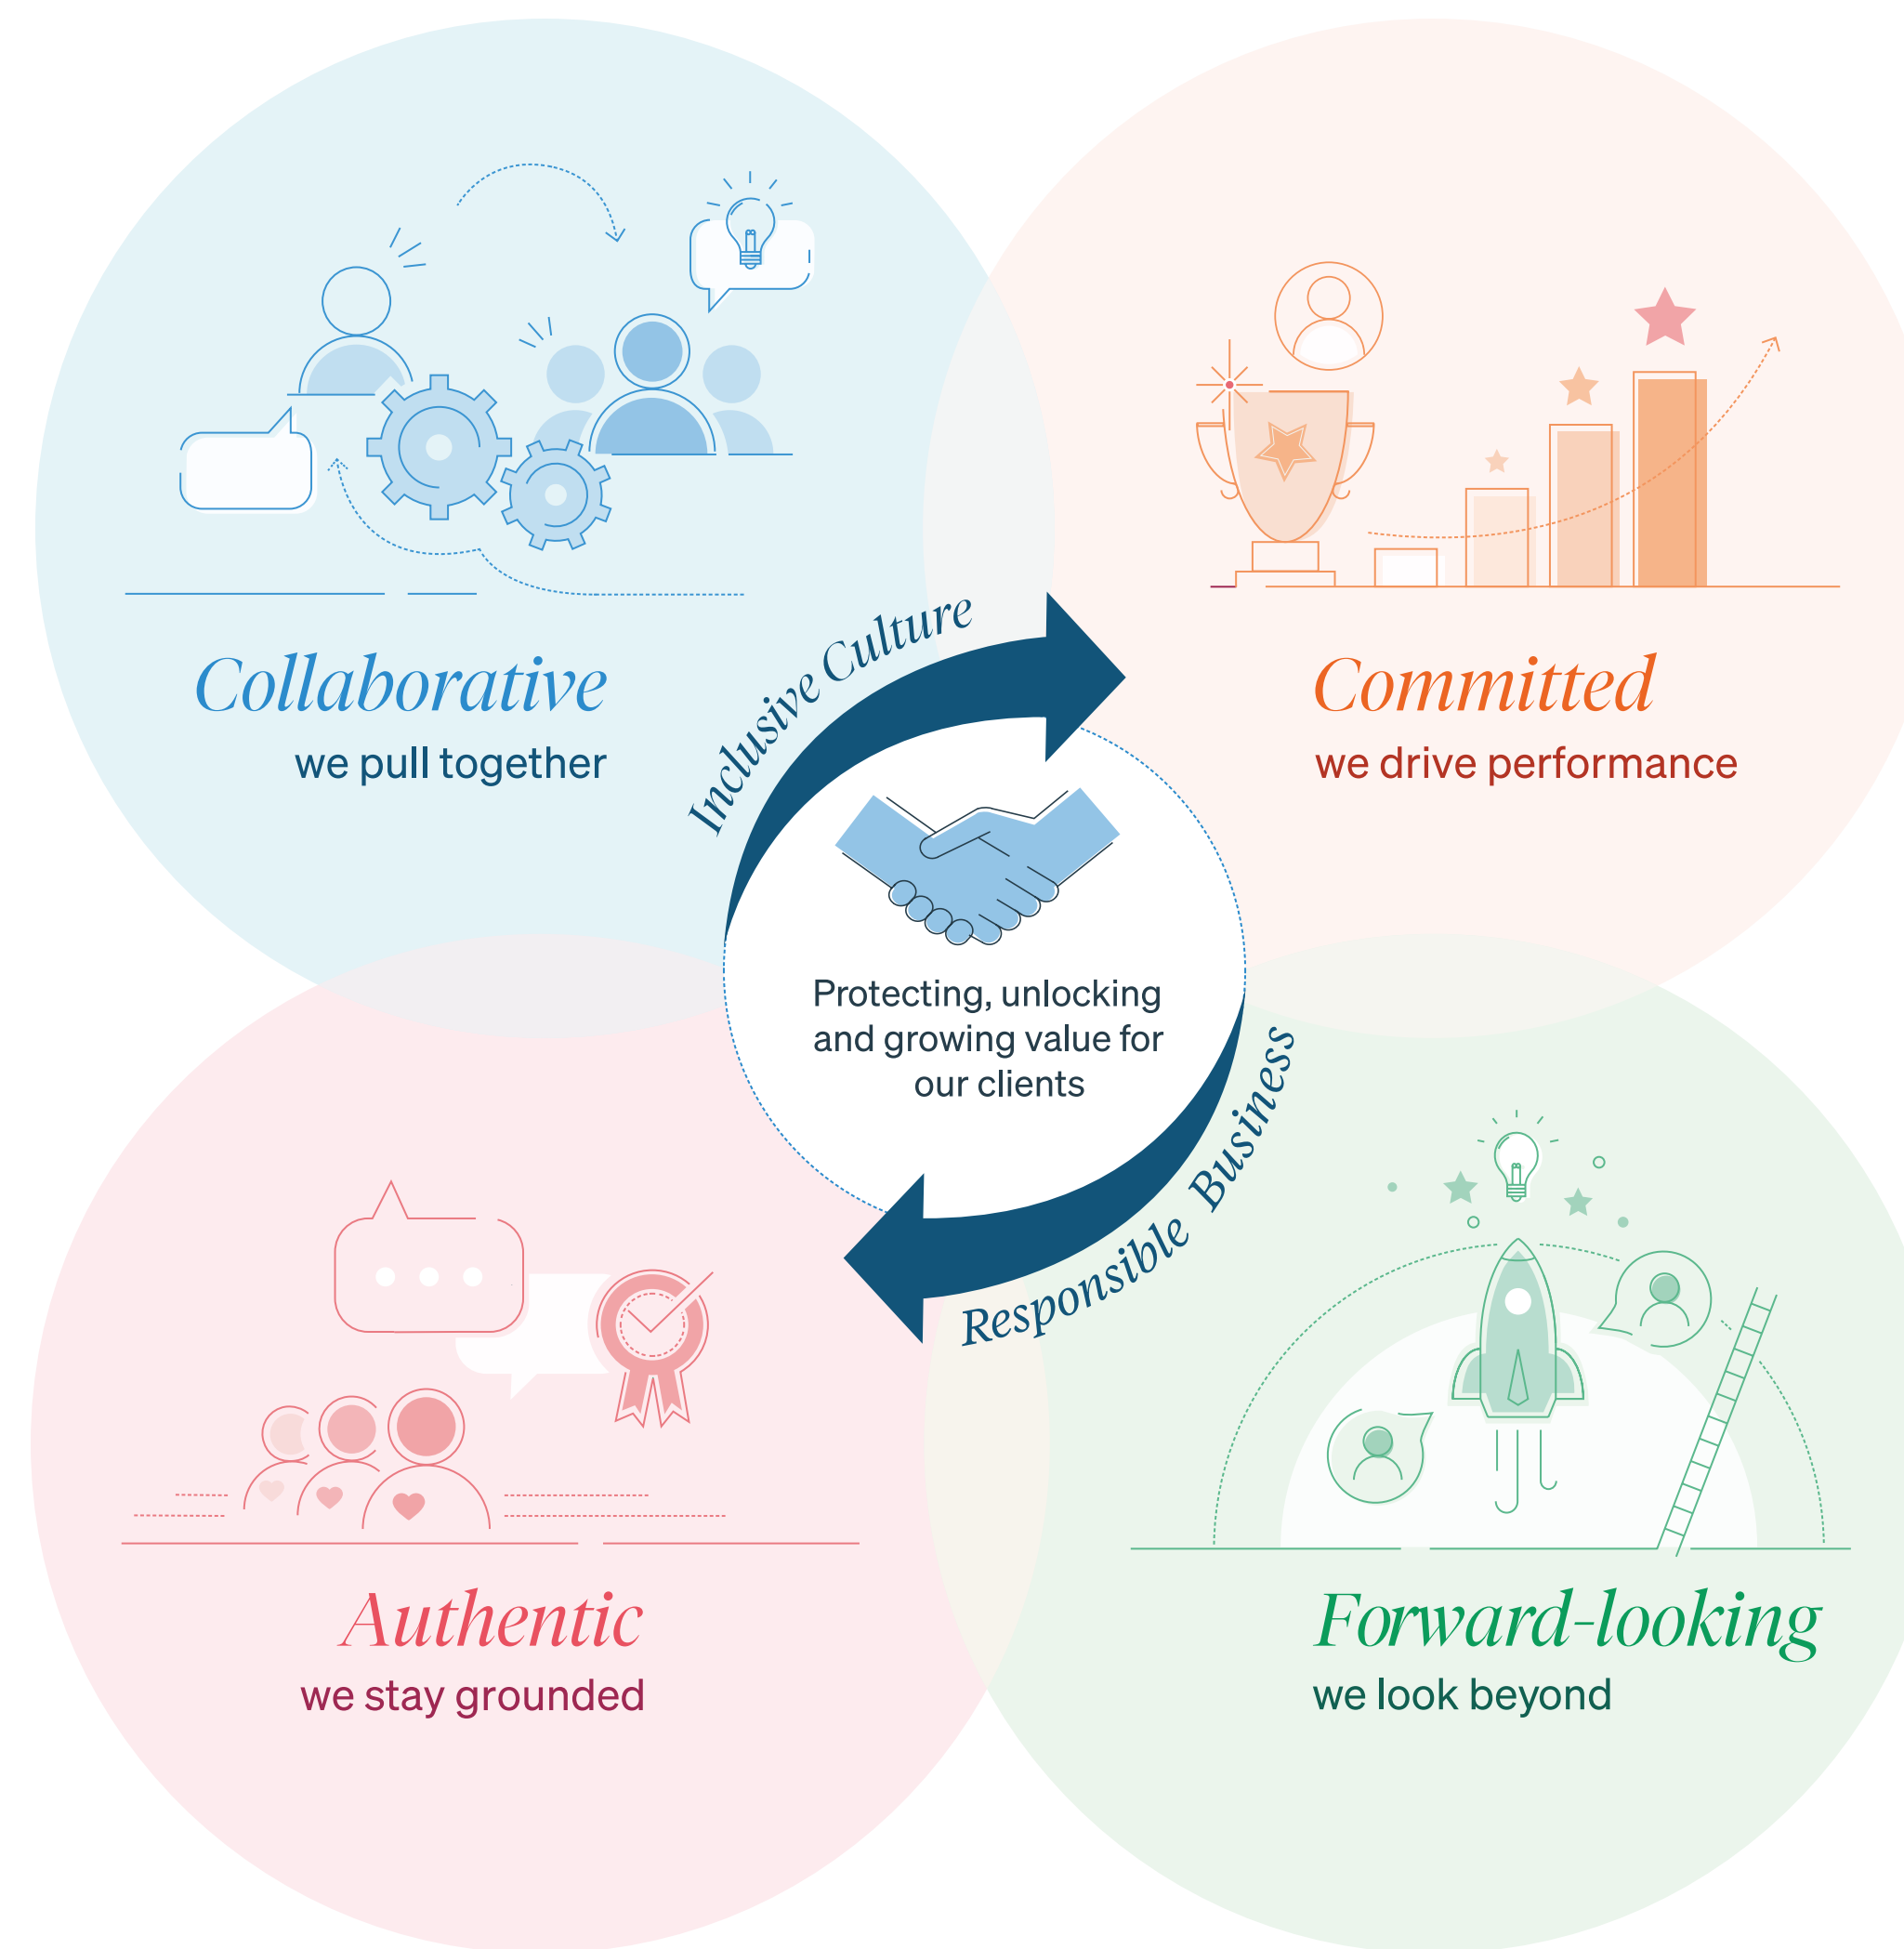 Collaborative
we pull together
Committed
we drive performance
Inclusive Culture
Protecting, unlocking
and growing value for
our clients
Responsible Business
Authentic
we stay grounded
Forward-looking
we look beyond